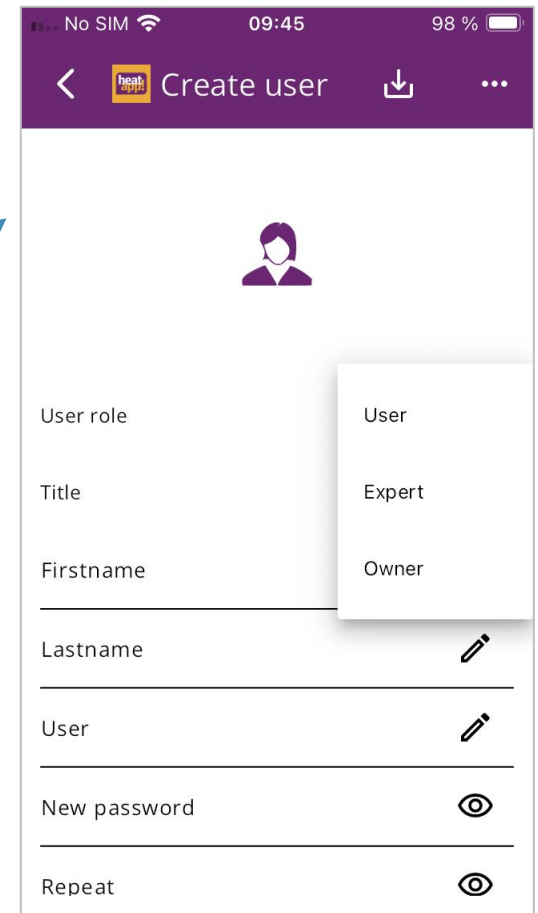 No SIM 09:45 98 %
heat app! Create user
User role User
Title Expert
Firstname Owner
Lastname
User
New password
Repeat